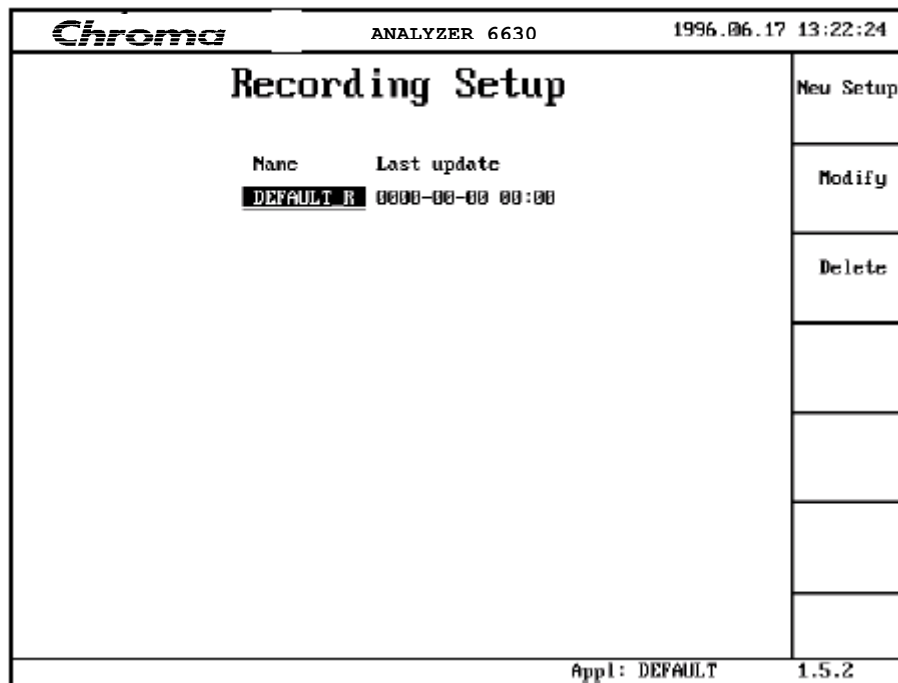 Chroma ANALYZER 6630 1996.06.17 13:22:24
Recording Setup
New Setup
Name Last update
Modify
DEFAULT_R 0000-00-00 00:00
Delete
Appl: DEFAULT 1.5.2